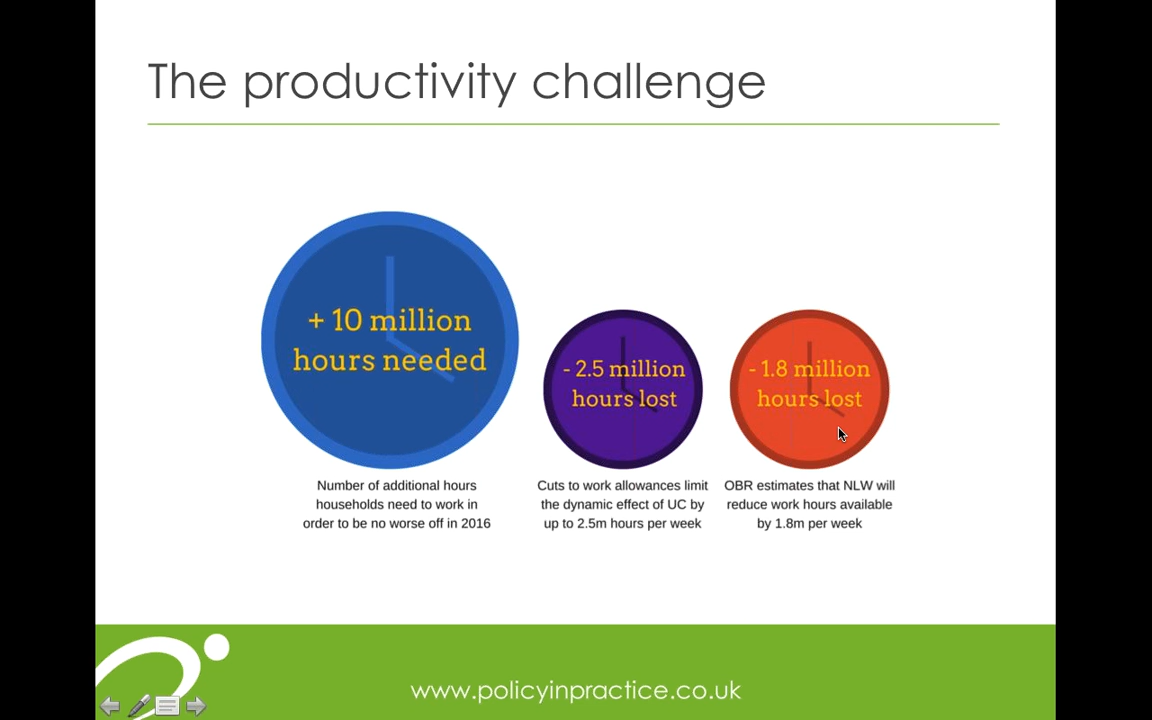 The productivity challenge
+ 10 million
hours needed
- 2.5 million
hours lost
- 1.8 million
hours lost
Number of additional hours
households need to work in
order to be no worse off in 2016
Cuts to work allowances limit
the dynamic effect of UC by
up to 2.5m hours per week
OBR estimates that NLW will
reduce work hours available
by 1.8m per week
www.policyinpractice.co.uk